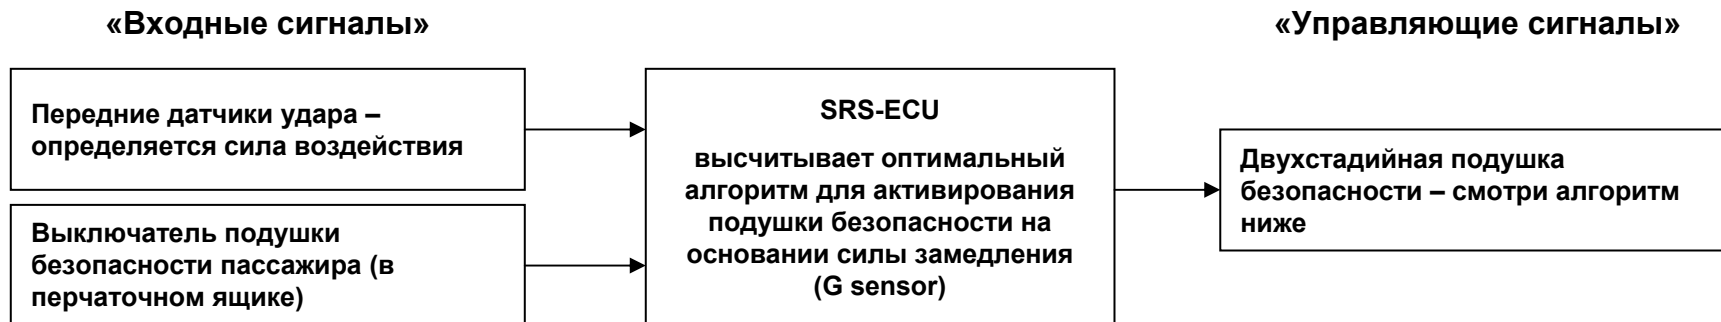 «Входные сигналы»
«Управляющие сигналы»
Передние датчики удара –
определяется сила воздействия
Выключатель подушки
безопасности пассажира (в
перчаточном ящике)
SRS-ECU
высчитывает оптимальный
алгоритм для активирования
подушки безопасности на
основании силы замедления
(G sensor)
Двухстадийная подушка
безопасности – смотри алгоритм
ниже